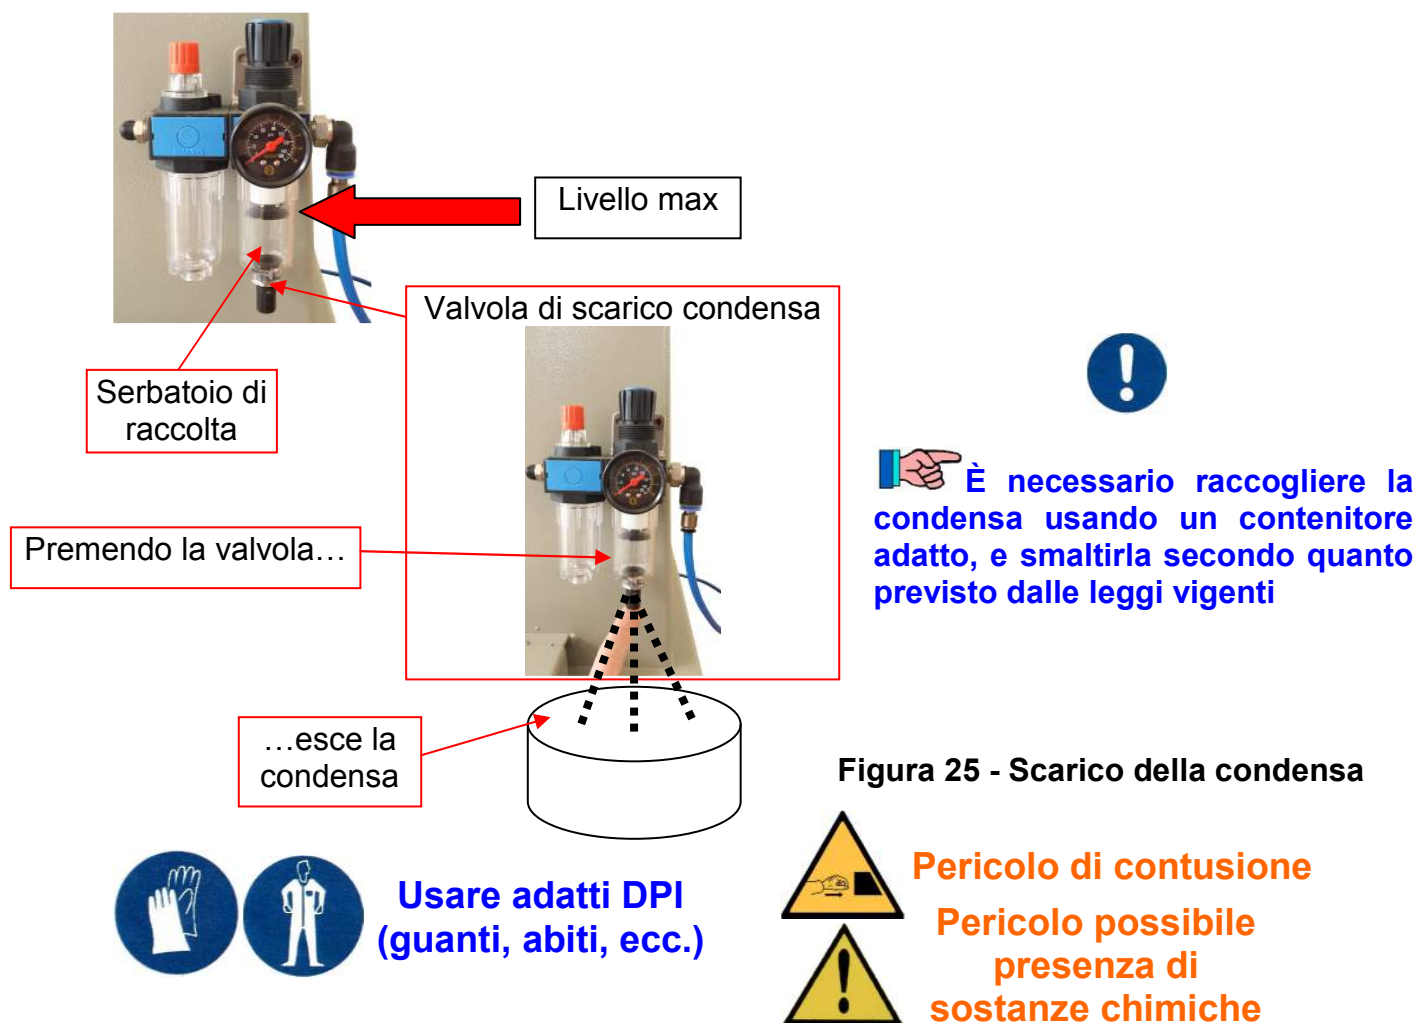 Livello max
Valvola di scarico condensa
Serbatoio di
raccolta
Premendo la valvola…
È necessario raccogliere la
condensa usando un contenitore
adatto, e smaltirla secondo quanto
previsto dalle leggi vigenti
…esce la
condensa
Figura 25 - Scarico della condensa
Usare adatti DPI
(guanti, abiti, ecc.)
Pericolo di contusione
Pericolo possibile
presenza di
sostanze chimiche